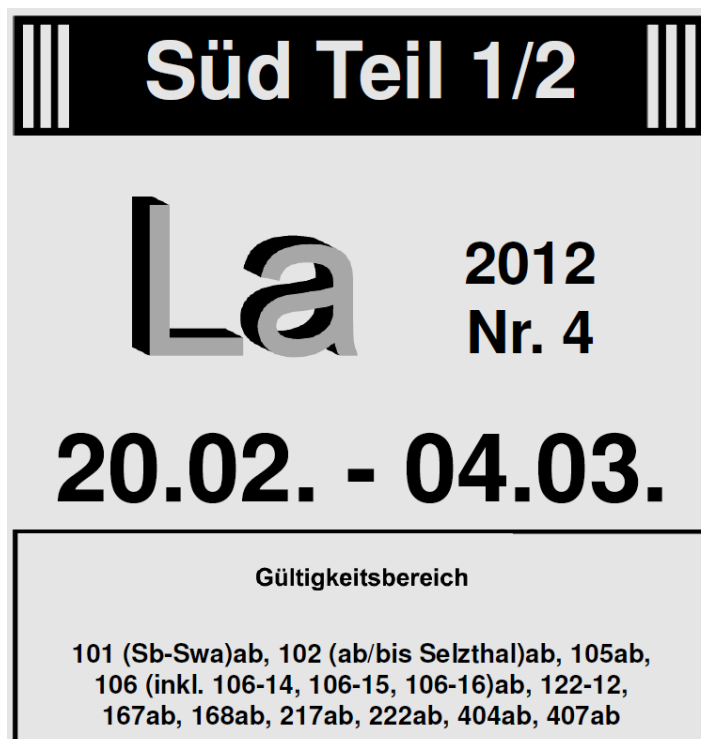 Süd Teil 1/2
La
2012
Nr. 4
20.02. - 04.03.
Gültigkeitsbereich
101 (Sb-Swa)ab, 102 (ab/bis Selzthal)ab, 105ab,
106 (inkl. 106-14, 106-15, 106-16)ab, 122-12,
167ab, 168ab, 217ab, 222ab, 404ab, 407ab